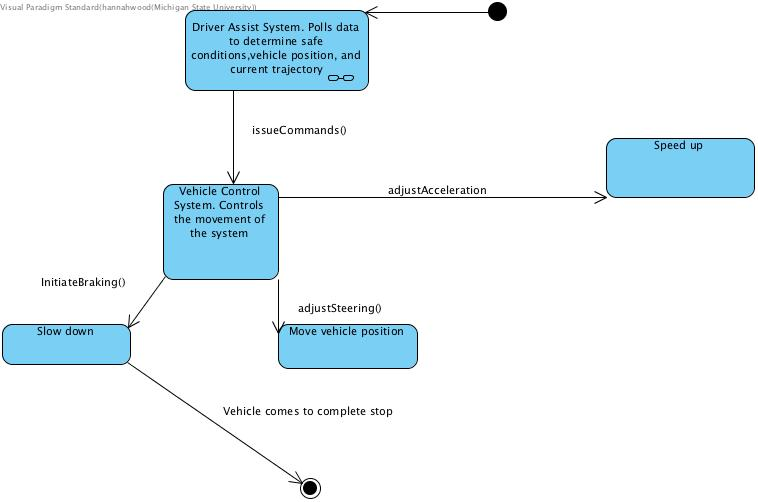 Visual Paradigm Standard(hannahwood(Michigan State University))
Driver Assist System. Polls data
to determine safe
conditions,vehicle position, and
current trajectory
issueCommands()
Speed up
Vehicle Control
System. Controls
the movement of
the system
adjustAcceleration
InitiateBraking()
adjustSteering()
Slow down
Move vehicle position
Vehicle comes to complete stop